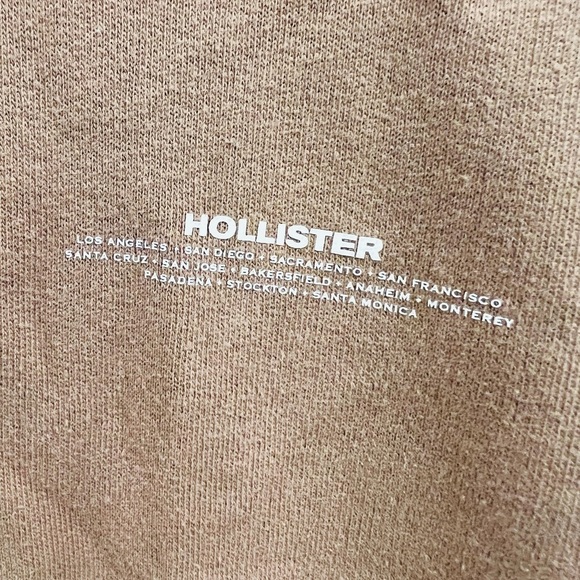 HOLLISTER
LOS ANGELES + SAN DIEGO + SACRAMENTO + SAN FRANCISCO
SANTA CRUZ + SAN JOSE + BAKERSFIELD + ANAHEIM + MONTEREY
PASADENA + STOCKTON + SANTA MONICA